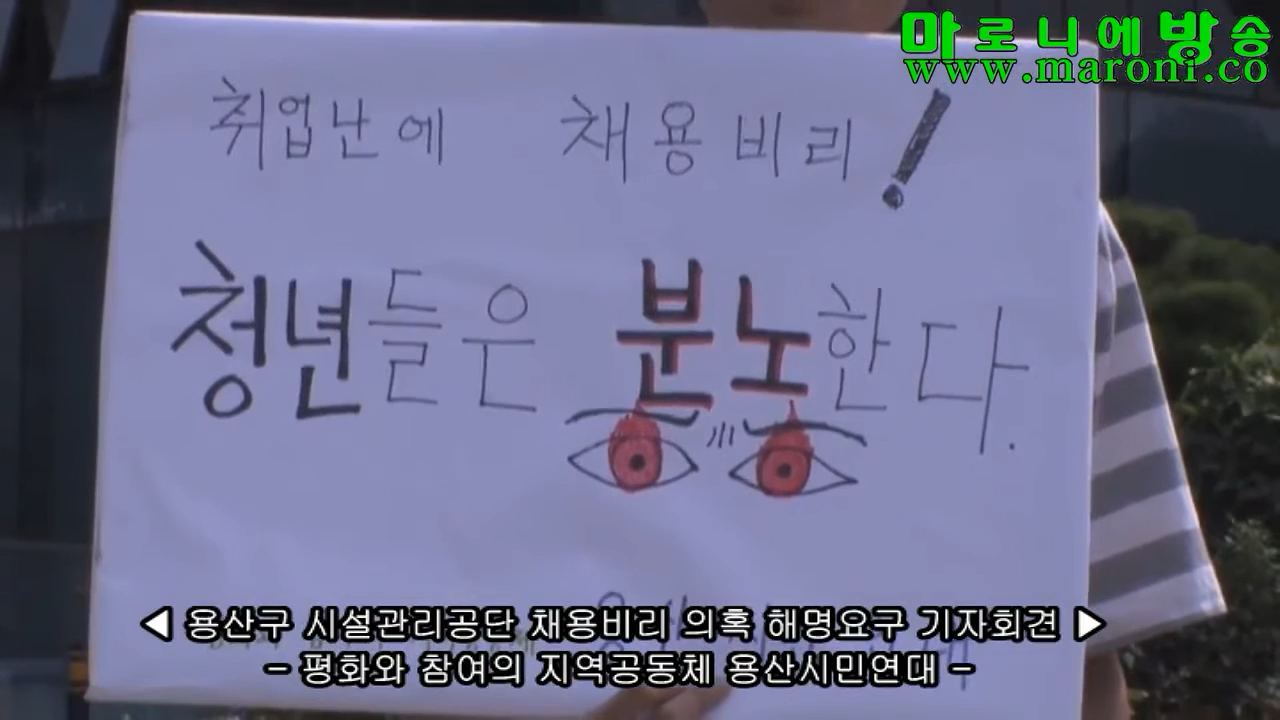 마로니에방송
www.maroni.co
취업난에 채용비리!
청년들은 분노한다.
◀ 용산구 시설관리공단 채용비리 의혹 해명요구 기자회견 ▶
- 평화와 참여의 지역공동체 용산시민연대 -